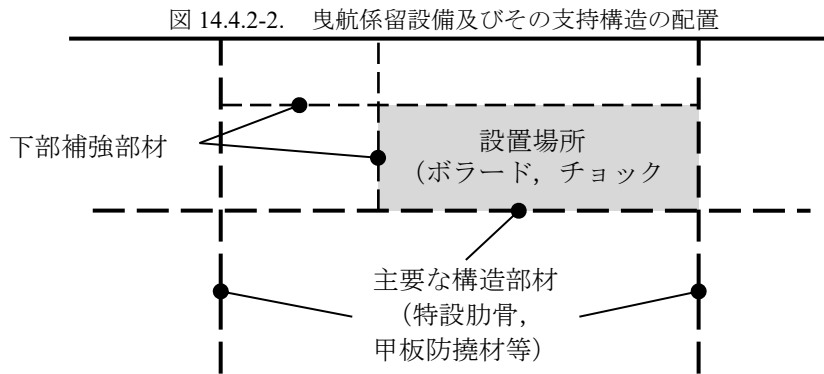 図 14.4.2-2. 曳航係留設備及びその支持構造の配置
下部補強部材
設置場所
（ボラード，チョック
主要な構造部材
（特設肋骨，
甲板防撓材等）